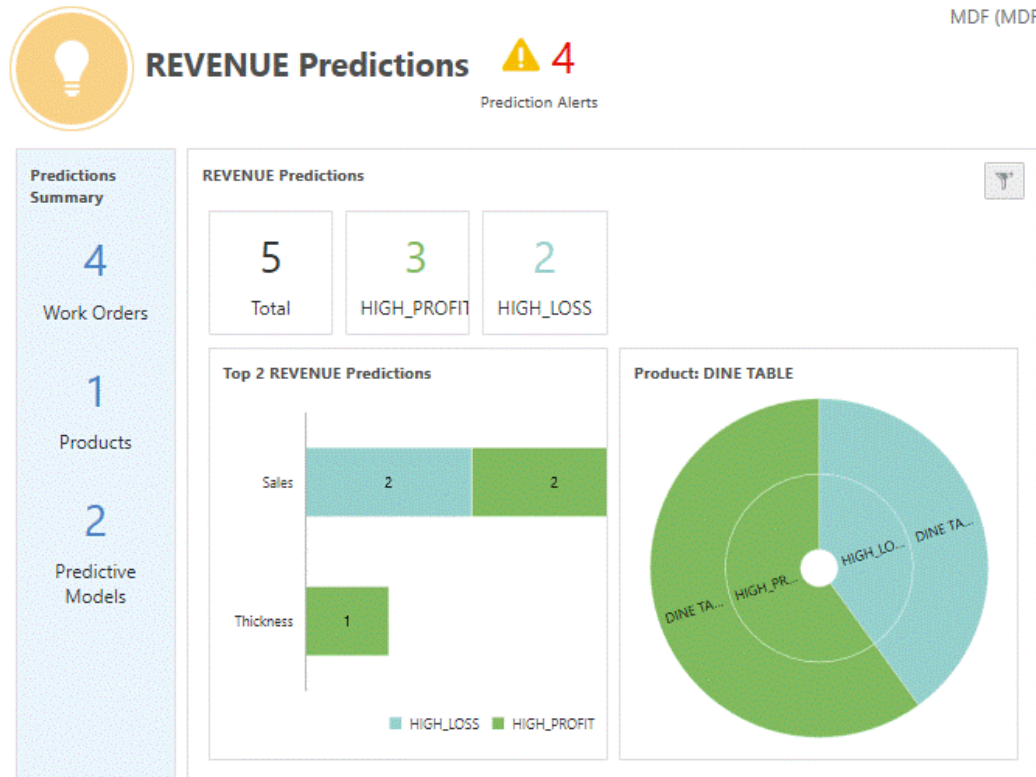 MDF (MDF
REVENUE Predictions
4
Prediction Alerts
Predictions
Summary
4
Work Orders
1
Products
2
Predictive
Models
REVENUE Predictions
5
Total
3
HIGH_PROFIT
2
HIGH_LOSS
Top 2 REVENUE Predictions
Sales
2
2
Thickness
1
HIGH_LOSS
HIGH_PROFIT
Product: DINE TABLE
DINE TA...
HIGH_LO...
HIGH_PR...
DINE TA...